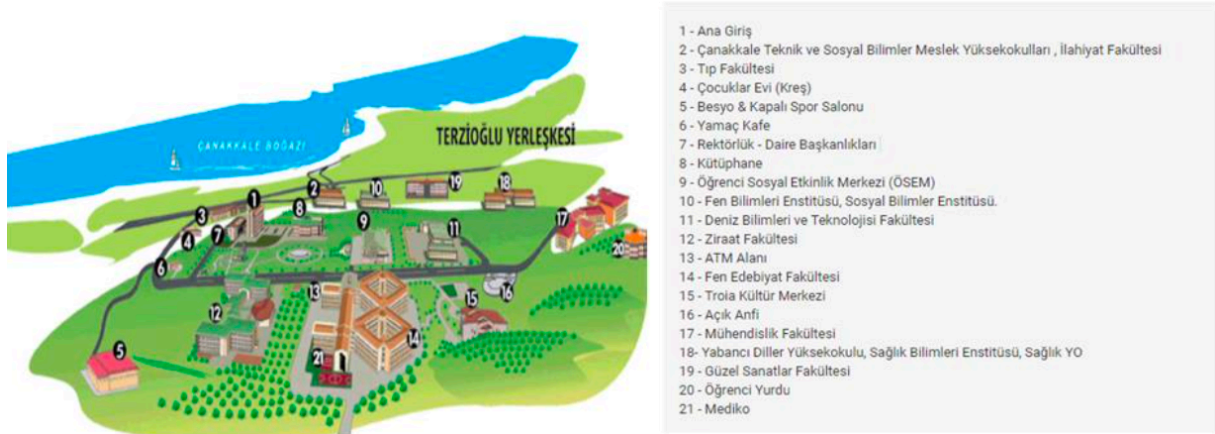 ÇANAKKALE BOĞAZI
TERZİOĞLU YERLEŞKESİ
1
2
10
19
18
3
4
7
8
9
11
17
20
6
12
13
15
16
5
14
21
1 - Ana Giriş
2 - Çanakkale Teknik ve Sosyal Bilimler Meslek Yüksekokulları , İlahiyat Fakültesi
3 - Tıp Fakültesi
4 - Çocuklar Evi (Kreş)
5 - Besyo & Kapalı Spor Salonu
6 - Yamaç Kafe
7 - Rektörlük - Daire Başkanlıkları
8 - Kütüphane
9 - Öğrenci Sosyal Etkinlik Merkezi (ÖSEM)
10 - Fen Bilimleri Enstitüsü, Sosyal Bilimler Enstitüsü.
11 - Deniz Bilimleri ve Teknolojisi Fakültesi
12 - Ziraat Fakültesi
13 - ATM Alanı
14 - Fen Edebiyat Fakültesi
15 - Troia Kültür Merkezi
16 - Açık Anfi
17 - Mühendislik Fakültesi
18- Yabancı Diller Yüksekokulu, Sağlık Bilimleri Enstitüsü, Sağlık YO
19 - Güzel Sanatlar Fakültesi
20 - Öğrenci Yurdu
21 - Mediko